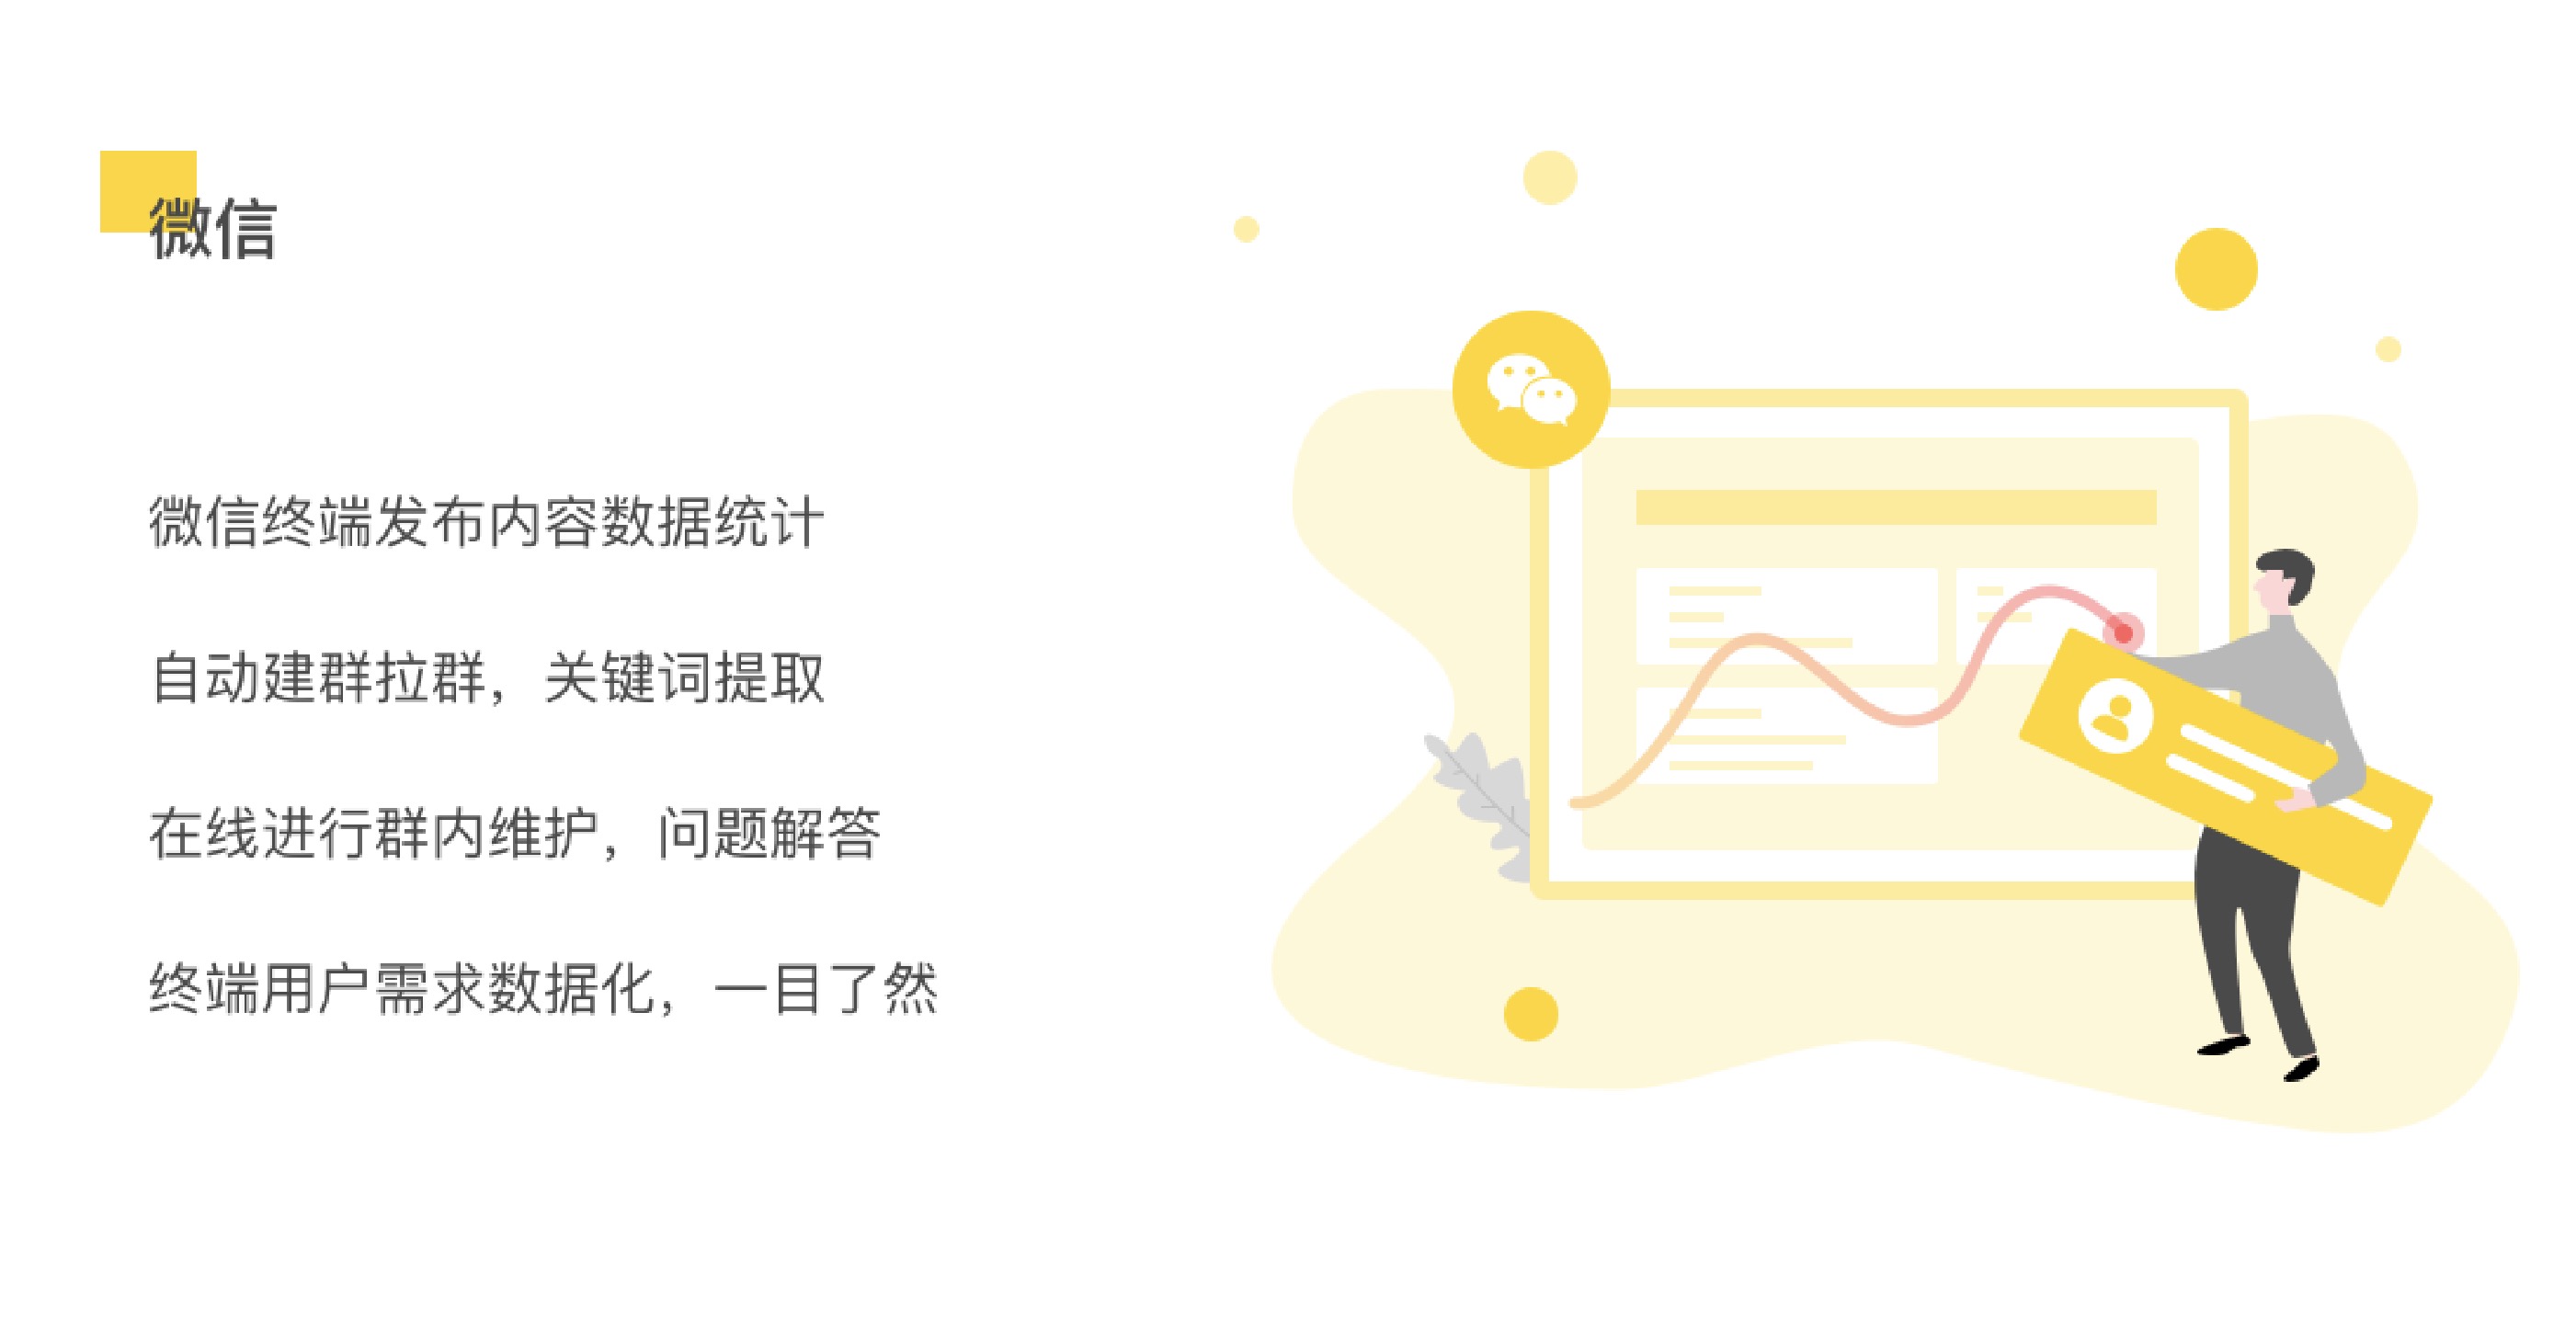 微信
微信终端发布内容数据统计
自动建群拉群，关键词提取
在线进行群内维护，问题解答
终端用户需求数据化，一目了然